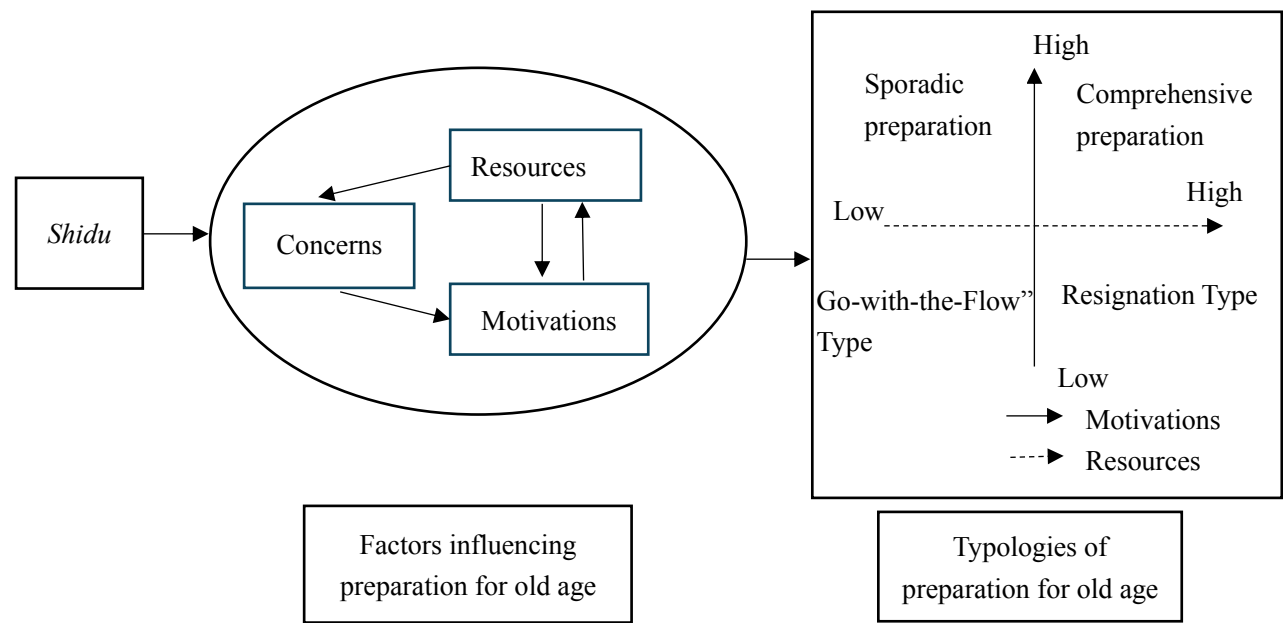 Shidu
Resources
Concerns
Motivations
High
Sporadic
preparation
Comprehensive
preparation
High
Low
Go-with-the-Flow”
Type
Resignation Type
Low
Motivations
Resources
Factors influencing
preparation for old age
Typologies of
preparation for old age